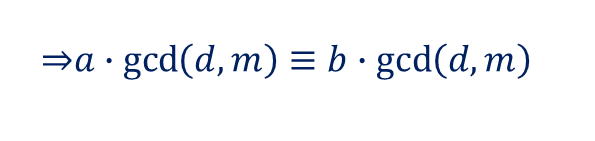 ⇒a · gcd(d, m) ≡ b · gcd(d, m)